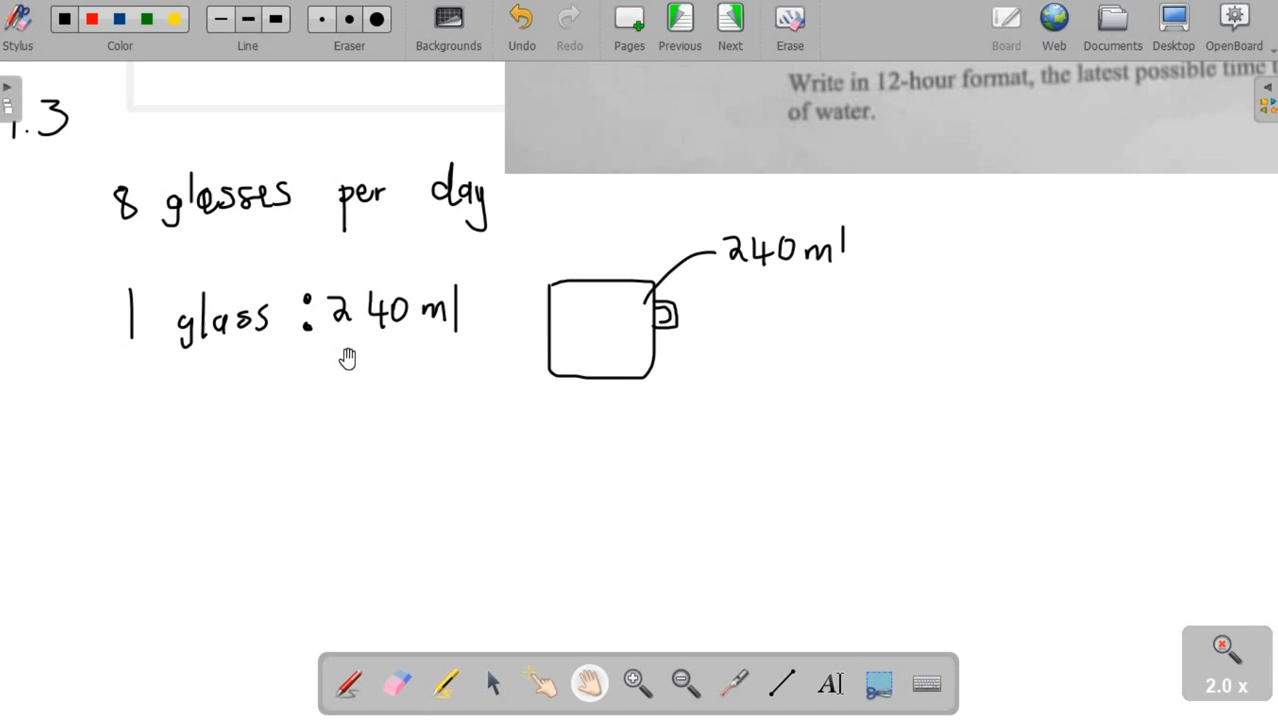 Stylus Color Line Eraser Backgrounds Undo Redo Pages Previous Next Erase Board Web Documents Desktop OpenBoard
Write in 12-hour format, the latest possible time
of water.
1.3
8 glasses per day
240ml
1 glass : 240 ml
2.0 x